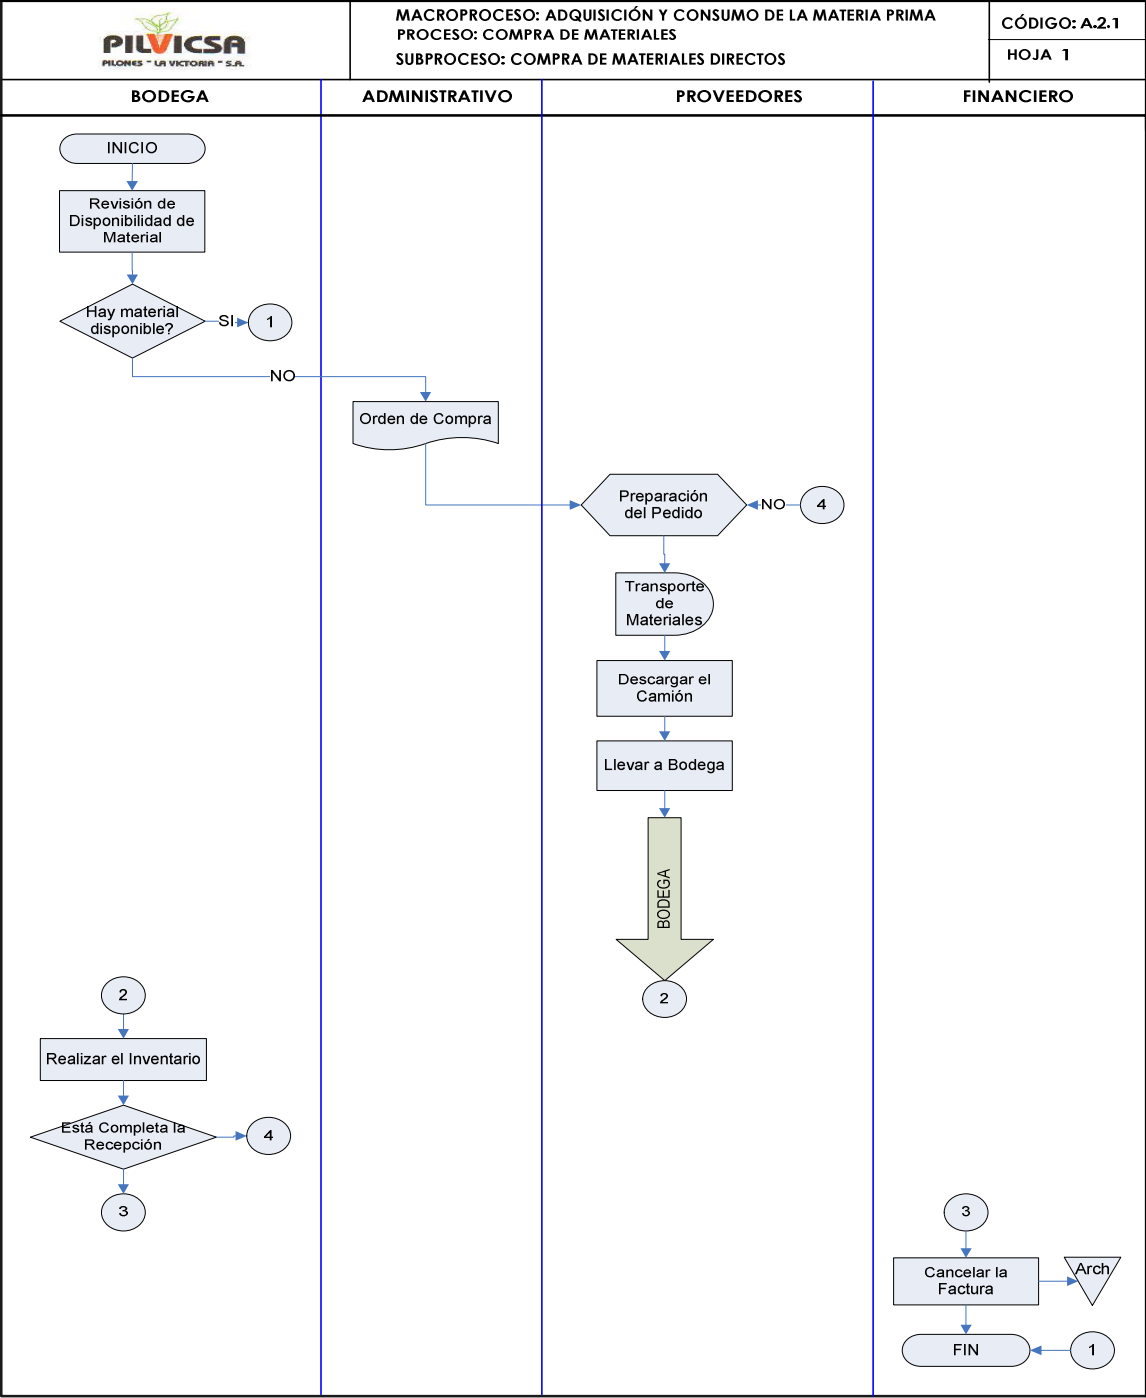 PILVICSA
PILONES " LA VICTORIA " S.A.
MACROPROCESO: ADQUISICIÓN Y CONSUMO DE LA MATERIA PRIMA
PROCESO: COMPRA DE MATERIALES
SUBPROCESO: COMPRA DE MATERIALES DIRECTOS
CÓDIGO: A.2.1
HOJA 1
BODEGA
ADMINISTRATIVO
PROVEEDORES
FINANCIERO
INICIO
Revisión de
Disponibilidad de
Material
Hay material
disponible?
SI
1
NO
Orden de Compra
Preparación
del Pedido
NO
4
Transporte
de
Materiales
Descargar el
Camión
Llevar a Bodega
BODEGA
2
2
Realizar el Inventario
Está Completa la
Recepción
4
3
3
Cancelar la
Factura
Arch
FIN
1